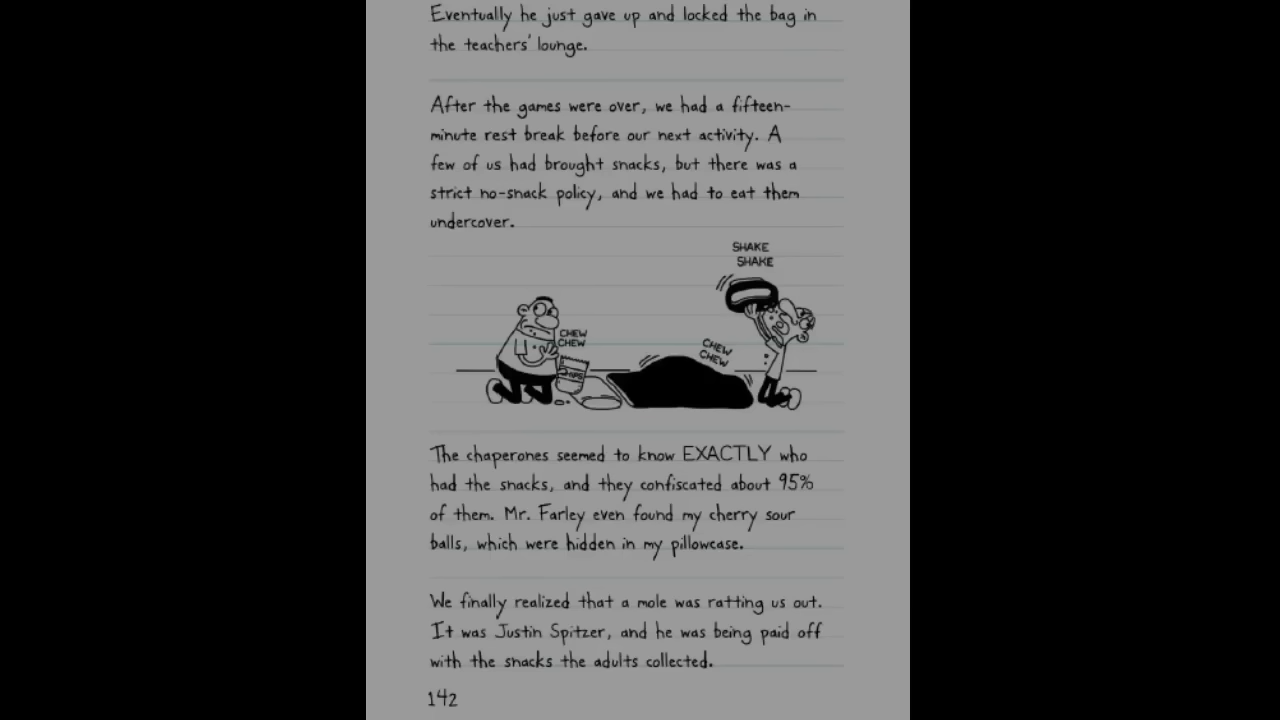 Eventually he just gave up and locked the bag in
the teachers' lounge.
After the games were over, we had a fifteen-
minute rest break before our next activity. A
few of us had brought snacks, but there was a
strict no-snack policy, and we had to eat them
undercover.
SHAKE
SHAKE
CHEW
CHEW
CHEW
CHEW
The chaperones seemed to know EXACTLY who
had the snacks, and they confiscated about 95%
of them. Mr. Farley even found my cherry sour
balls, which were hidden in my pillowcase.
We finally realized that a mole was ratting us out.
It was Justin Spitzer, and he was being paid off
with the snacks the adults collected.
142